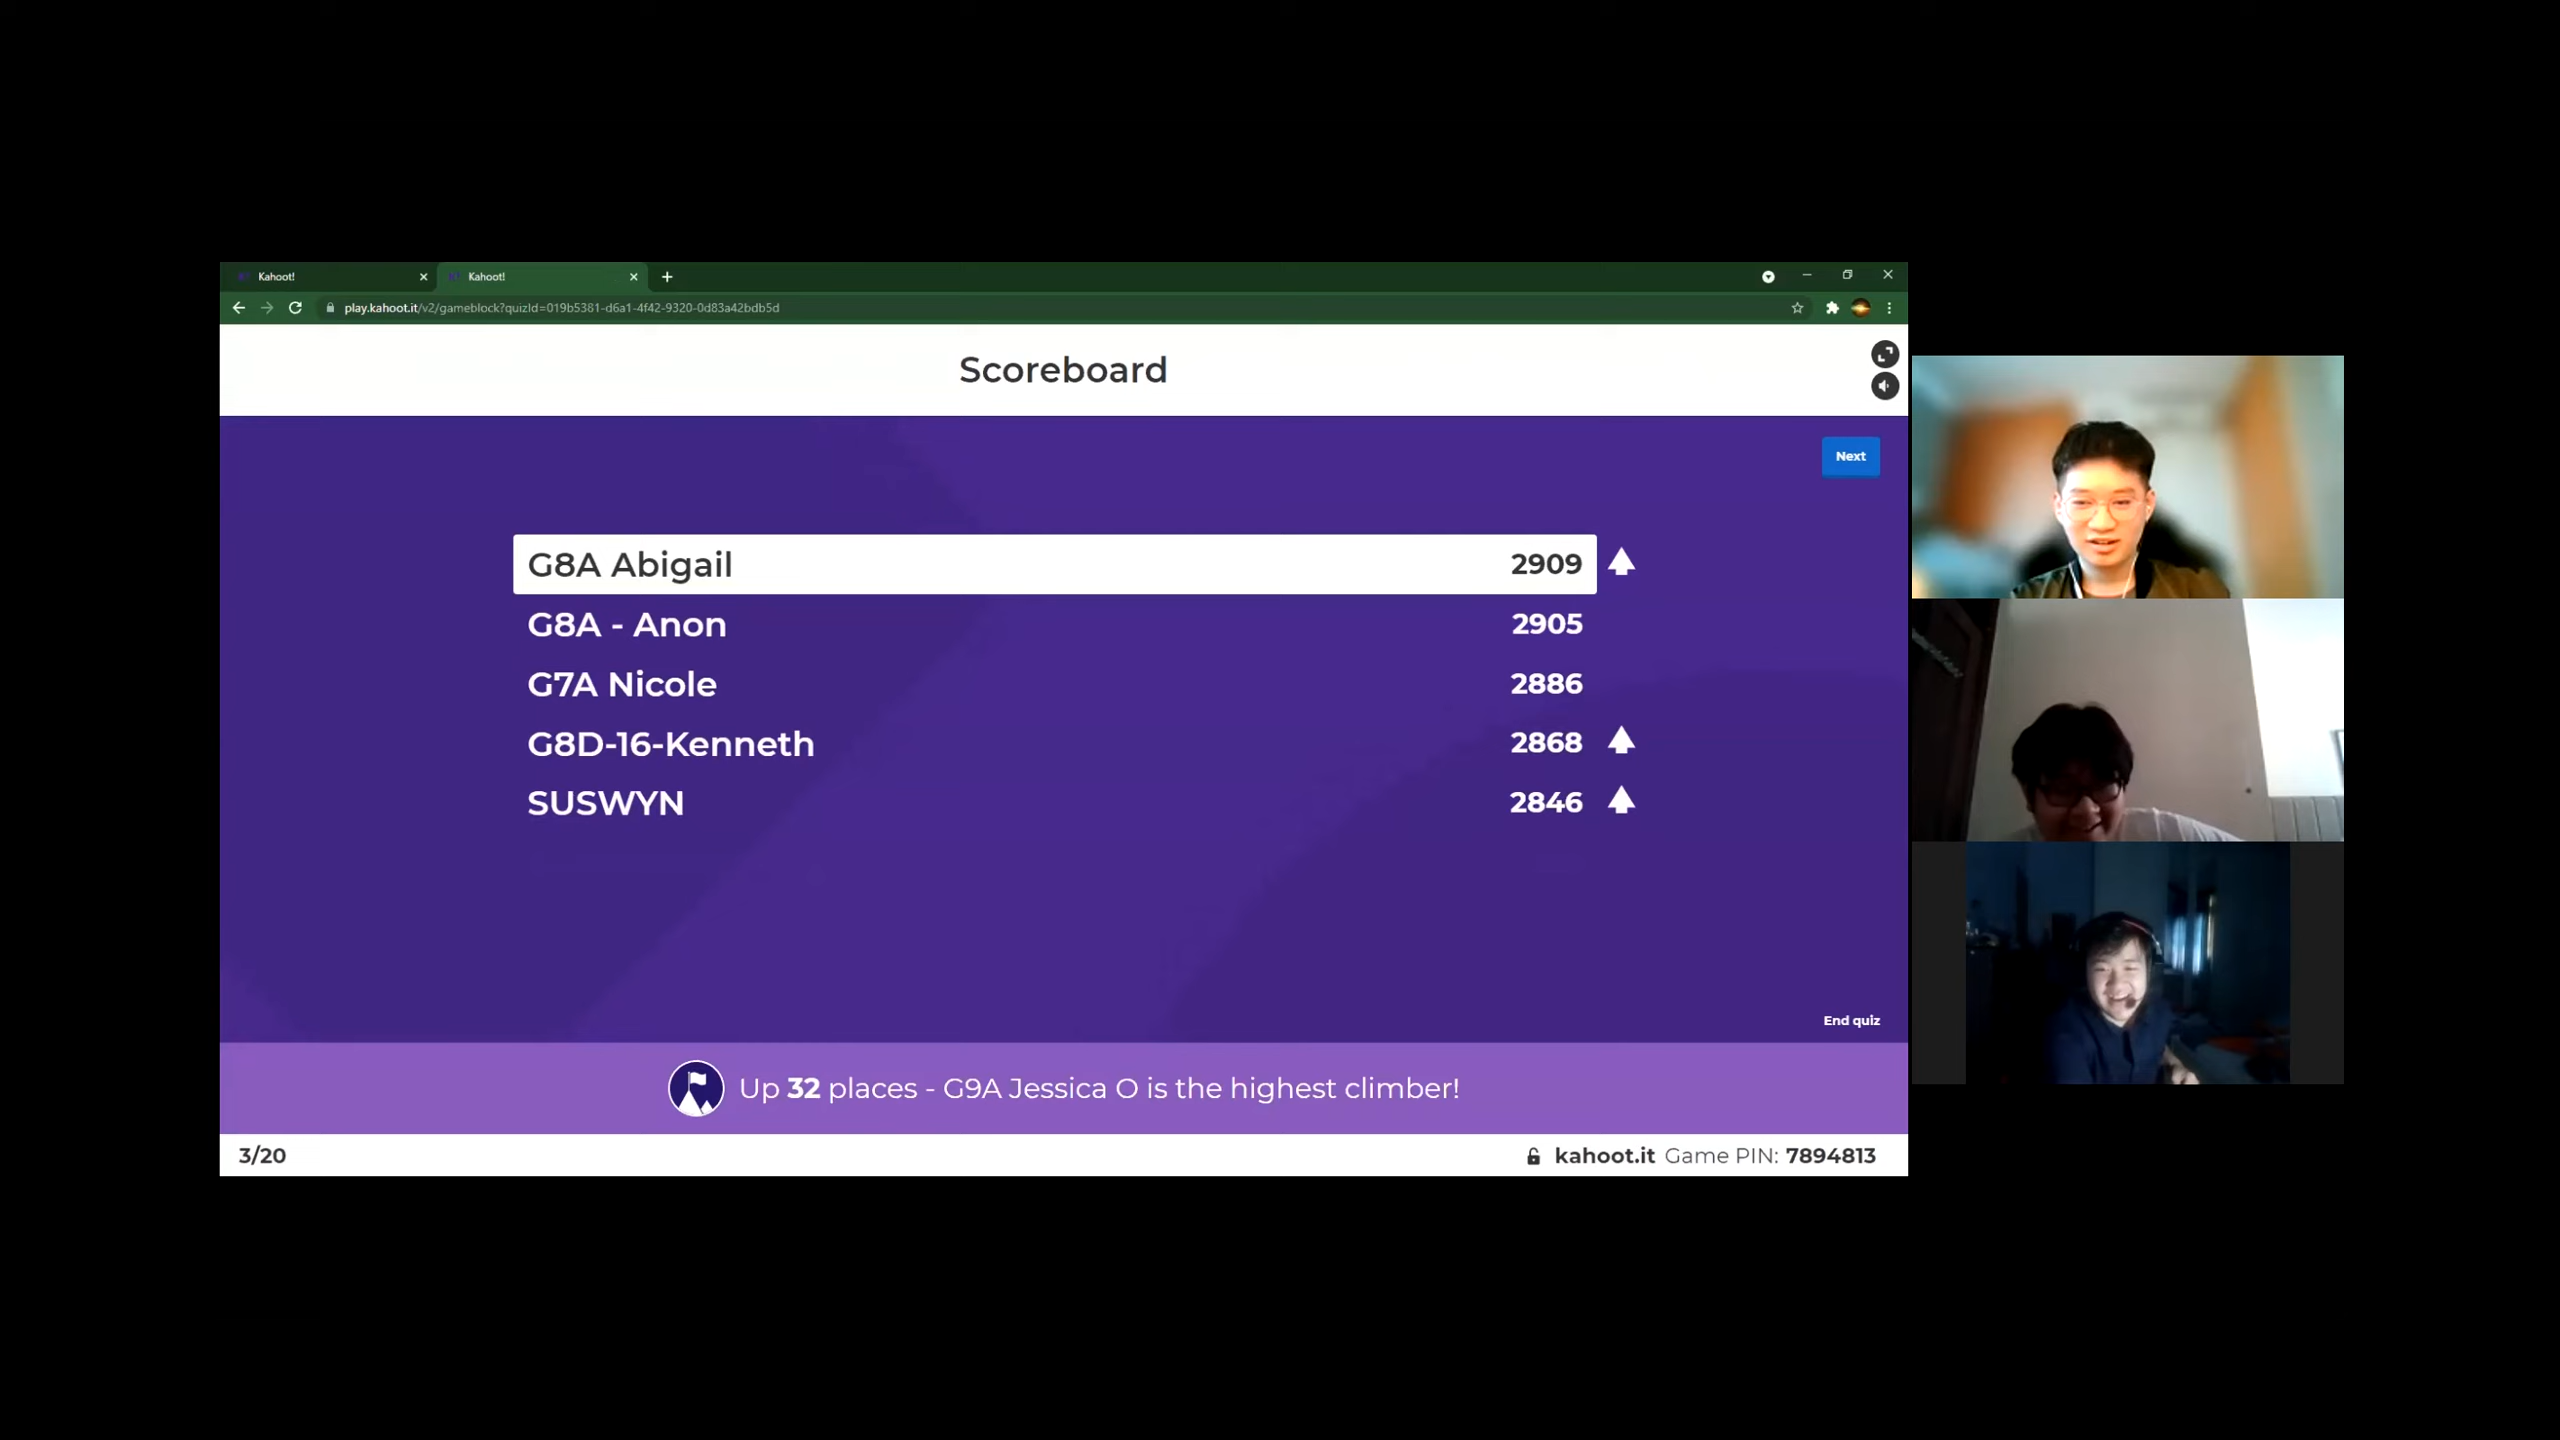 Kahoot!
Kahoot!
play.kahoot.it/v2/gameblock?quizId=019b5381-d6a1-4f42-9320-0d83a42bdb5d
Scoreboard
Next
G8A Abigail 2909
G8A - Anon 2905
G7A Nicole 2886
G8D-16-Kenneth 2868
SUSWYN 2846
End quiz
Up 32 places - G9A Jessica O is the highest climber!
3/20
kahoot.it Game PIN: 7894813